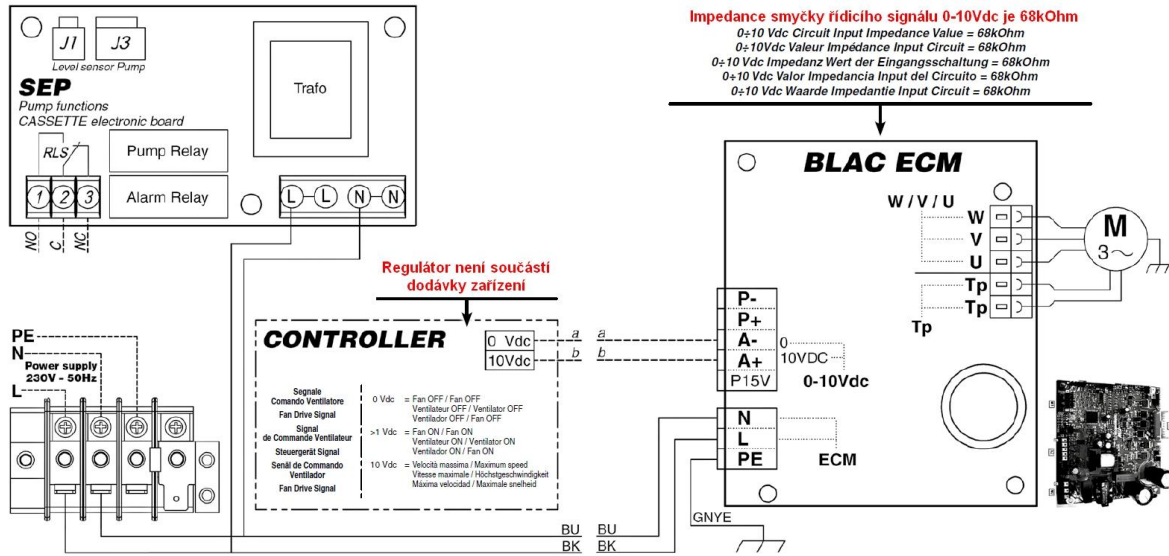 J1
J3
Level sensor Pump
SEP
Pump functions
CASSETTE electronic board
Trafo
RLS
Pump Relay
Alarm Relay
1
2
3
L
L
N
N
NO
C
NC
Impedance smyčky řídicího signálu 0-10Vdc je 68kOhm
0÷10 Vdc Circuit Input Impedance Value = 68kOhm
0÷10Vdc Valeur Impédance Input Circuit = 68kOhm
0÷10 Vdc Impedanz Wert der Eingangsschaltung = 68kOhm
0÷10 Vdc Valor Impedancia Input del Circuito = 68kOhm
0÷10 Vdc Waarde Impedantie Input Circuit = 68kOhm
BLAC ECM
W / V / U
W
V
U
Tp
Tp
Tp
M
3~
P-
P+
A-
A+
P15V
0
10VDC
0-10Vdc
N
L
PE
ECM
GNYE
Regulátor není součástí
dodávky zařízení
CONTROLLER
0 Vdc
10Vdc
a
a
b
b
Segnale
Comando Ventilatore
Fan Drive Signal
Signal
de Commande Ventilateur
Steuergerät Signal
Senãl de Commando
Ventilador
Fan Drive Signal
0 Vdc = Fan OFF / Fan OFF
Ventilateur OFF / Ventilator OFF
Ventilador OFF / Fan OFF
>1 Vdc = Fan ON / Fan ON
Ventilateur ON / Ventilator ON
Ventilador ON / Fan ON
10 Vdc = Velocità massima / Maximum speed
Vitesse maximale / Höchstgeschwindigkeit
Máxima velocidad / Maximale snelheid
PE
N
Power supply
230V - 50Hz
L
BU
BU
BK
BK